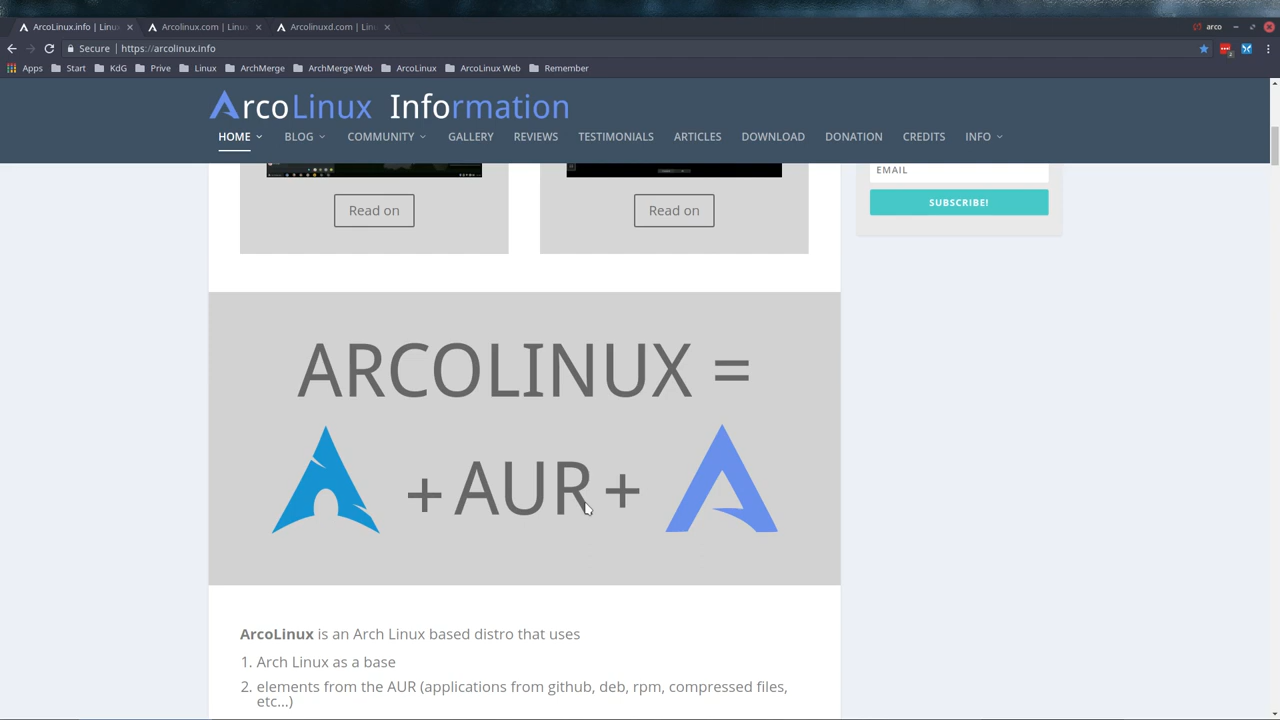 ArcoLinux.info | Linux
Arcolinux.com | Linux
Arcolinuxd.com | Line
arco
Secure | https://arcolinux.info
Apps Start KdG Prive Linux ArchMerge ArchMerge Web ArcoLinux ArcoLinux Web Remember
ArcoLinux Information
HOME BLOG COMMUNITY GALLERY REVIEWS TESTIMONIALS ARTICLES DOWNLOAD DONATION CREDITS INFO
EMAIL
SUBSCRIBE!
Read on
Read on
ARCOLINUX =
+ AUR +
ArcoLinux is an Arch Linux based distro that uses
1. Arch Linux as a base
2. elements from the AUR (applications from github, deb, rpm, compressed files,
etc...)